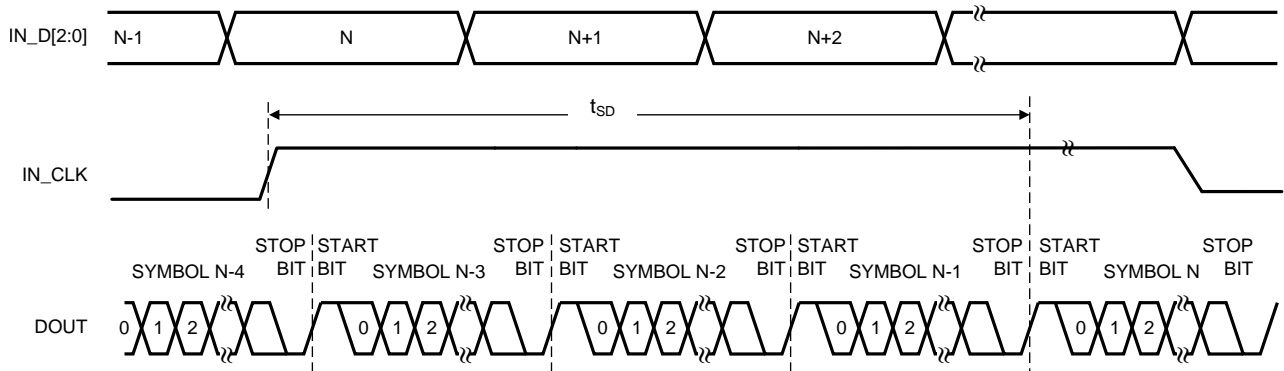 IN_D[2:0] N-1 N N+1 N+2
tSD
IN_CLK
STOP START STOP START STOP START STOP START STOP
SYMBOL N-4 BIT BIT SYMBOL N-3 BIT BIT SYMBOL N-2 BIT BIT SYMBOL N-1 BIT BIT SYMBOL N BIT
DOUT 0 1 2 0 1 2 0 1 2 0 1 2 0 1 2